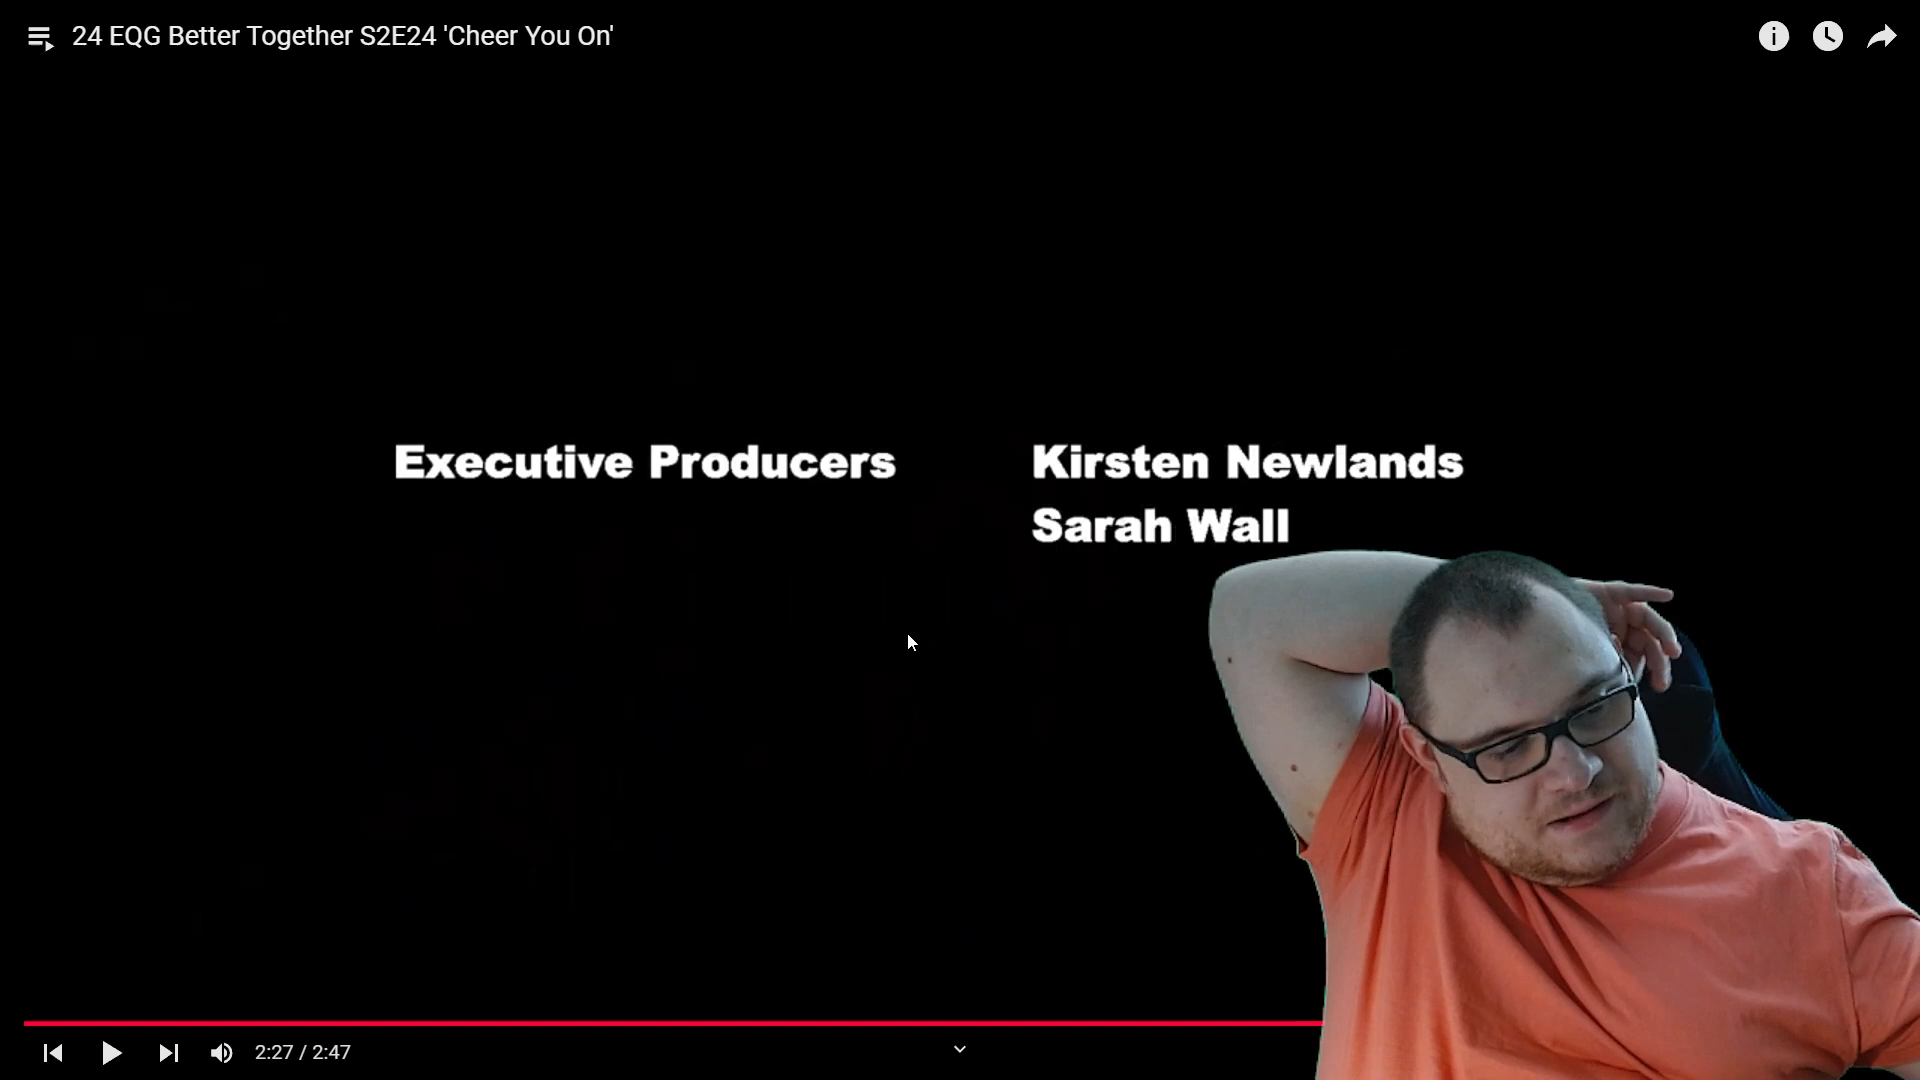 24 EQG Better Together S2E24 'Cheer You On'
Executive Producers Kirsten Newlands
Sarah Wall
2:27 / 2:47